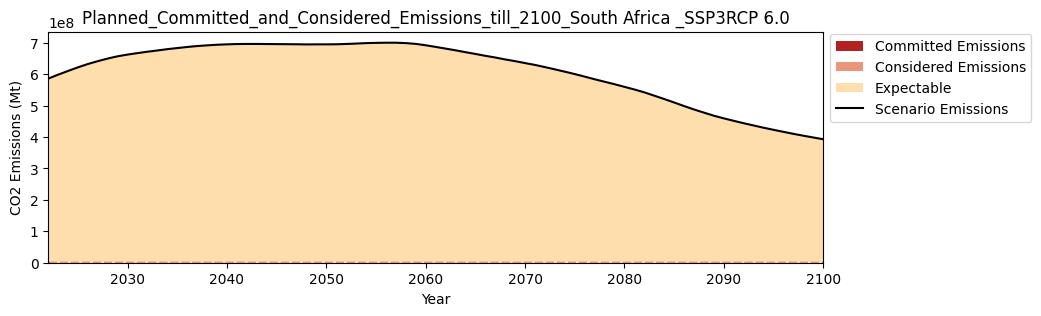 Planned_Committed_and_Considered_Emissions_till_2100_South Africa _SSP3RCP 6.0
1e8
7
6
5
4
3
2
1
0
CO2 Emissions (Mt)
2030 2040 2050 2060 2070 2080 2090 2100
Year
Committed Emissions
Considered Emissions
Expectable
Scenario Emissions